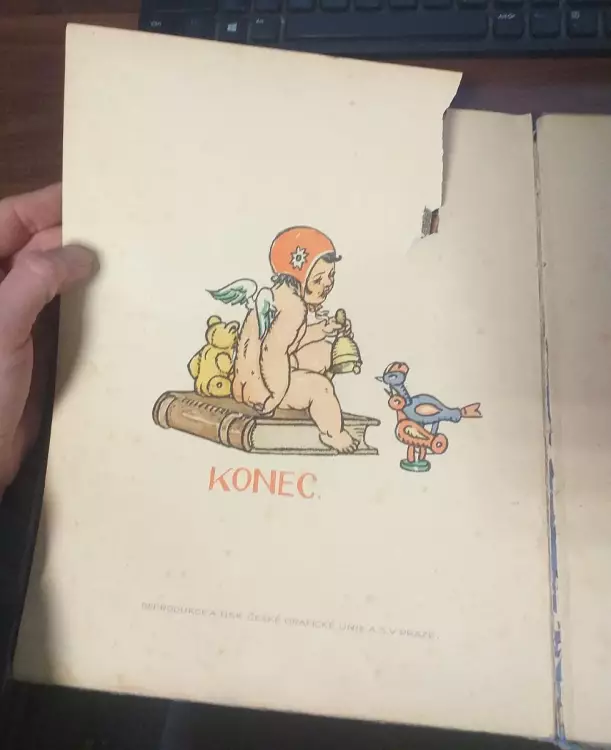 KONEC.
REPRODUKCE A TISK ČESKÉ GRAFICKÉ UNIE A. S. V PRAZE.